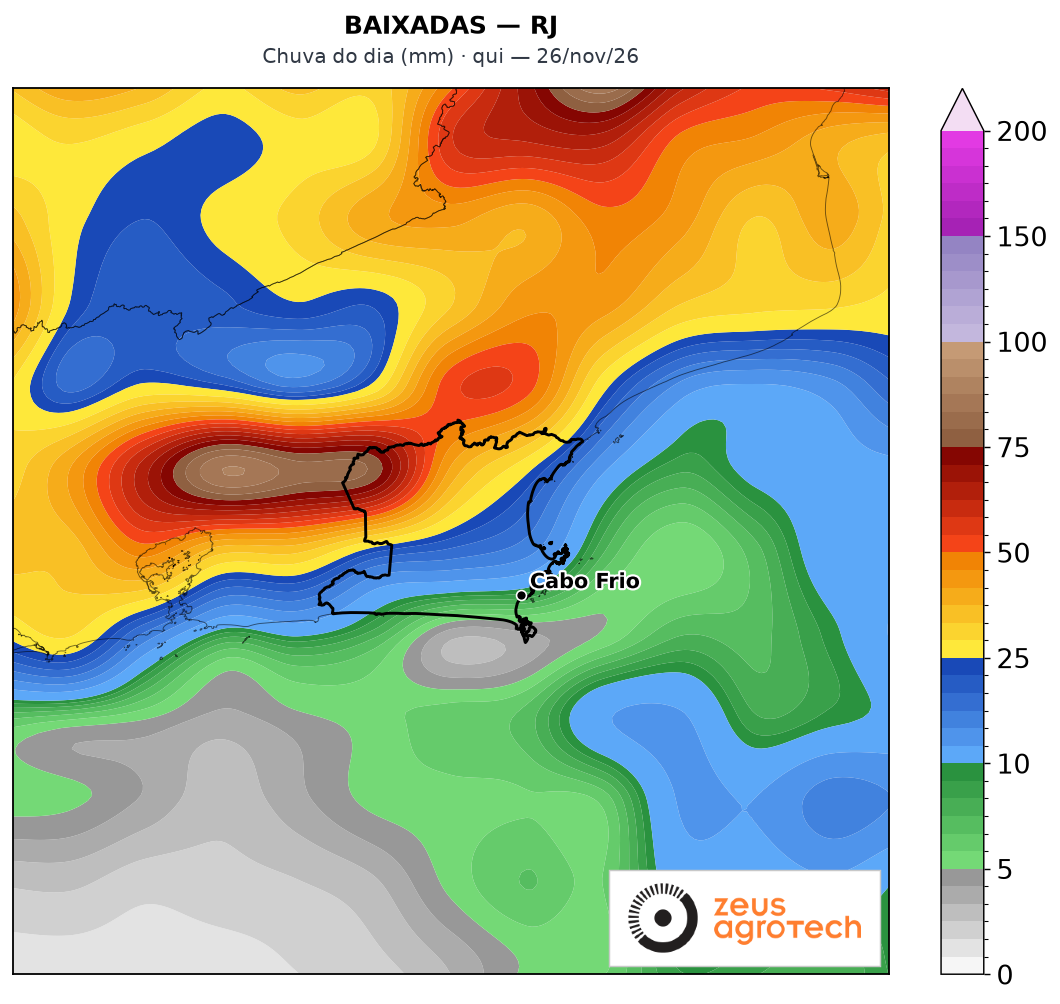 BAIXADAS — RJ
Chuva do dia (mm) · qui — 26/nov/26
200
150
100
75
50
25
10
5
0
Cabo Frio
zeus
agrotech